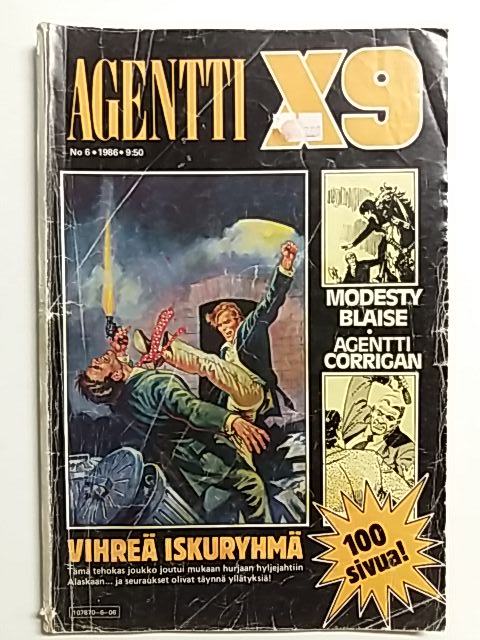 AGENTTI X9
No 6 • 1986 • 9:50
MODESTY
BLAISE
•
AGENTTI
CORRIGAN
VIHREÄ ISKURYHMÄ
Tämä tehokas joukko joutui mukaan hurjaan hyljejahtiin
Alaskaan... ja seuraukset olivat täynnä yllätyksiä!
100
sivua!
107870-6-06